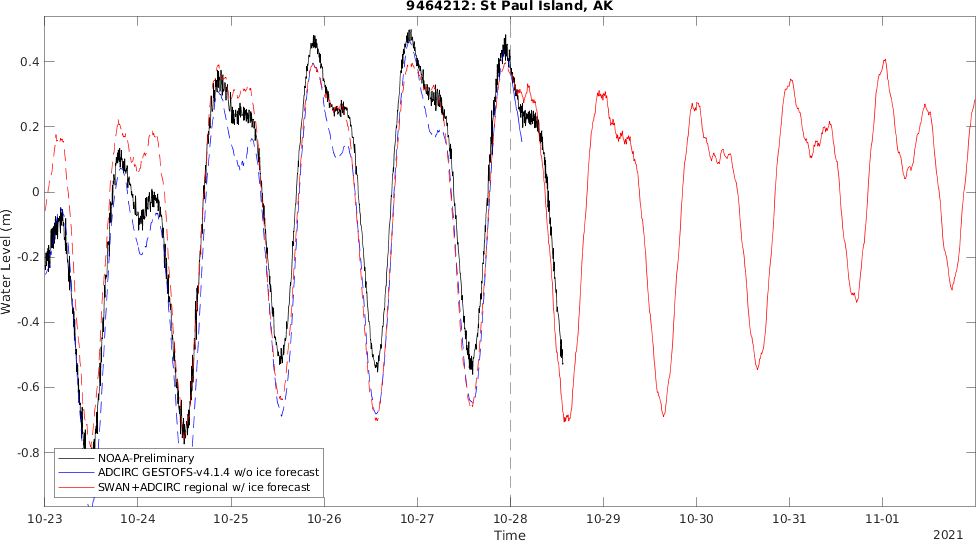 9464212: St Paul Island, AK
Water Level (m)
0.4
0.2
0
-0.2
-0.4
-0.6
-0.8
NOAA-Preliminary
ADCIRC GESTOFS-v4.1.4 w/o ice forecast
SWAN+ADCIRC regional w/ ice forecast
10-23 10-24 10-25 10-26 10-27 10-28 10-29 10-30 10-31 11-01
Time
2021